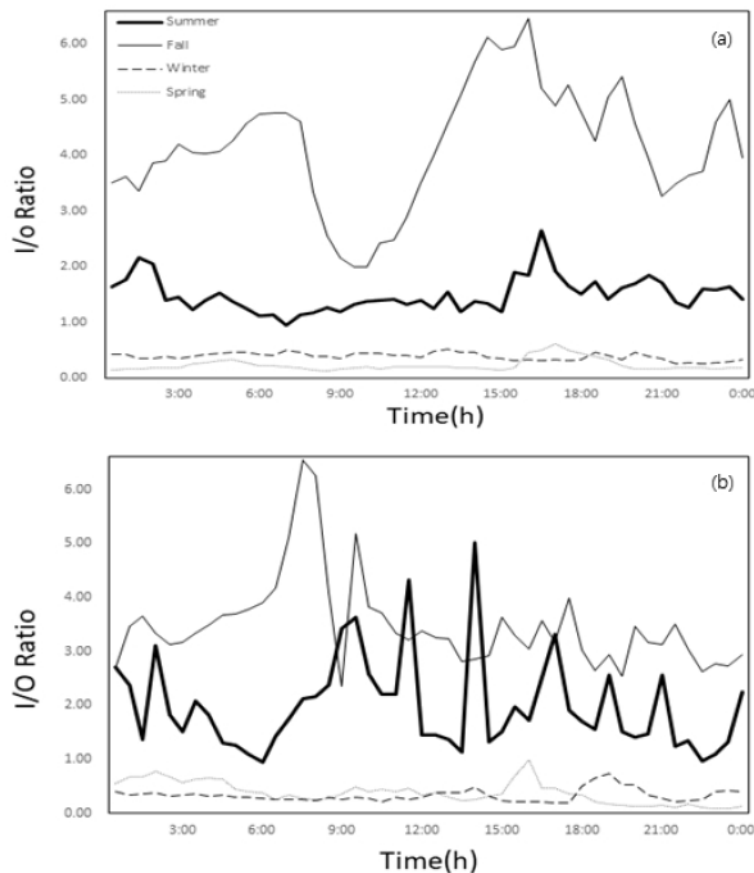 Summer
(a)
Fall
Winter
Spring
6.00
5.00
4.00
3.00
2.00
1.00
0.00
I/o Ratio
3:00 6:00 9:00 12:00 15:00 18:00 21:00 0:00
Time(h)
(b)
6.00
5.00
4.00
3.00
2.00
1.00
0.00
I/O Ratio
3:00 6:00 9:00 12:00 15:00 18:00 21:00 0:00
Time(h)